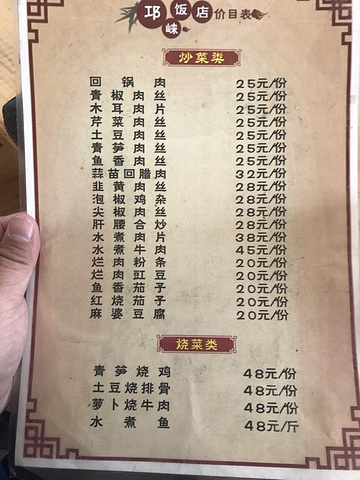 邛崃饭店价目表
炒菜类
回锅肉 25元/份
青椒肉丝 25元/份
木耳肉片 25元/份
芹菜肉丝 25元/份
土豆肉丝 25元/份
青笋肉丝 25元/份
鱼香肉丝 25元/份
蒜苗回腊肉 32元/份
韭黄肉丝 28元/份
泡椒鸡杂 28元/份
尖椒肉丝 28元/份
肝腰合炒 28元/份
水煮肉片 38元/份
水煮牛肉 45元/份
烂肉粉条 20元/份
烂肉豇豆 20元/份
鱼香茄子 20元/份
红烧茄子 20元/份
麻婆豆腐 20元/份
烧菜类
青笋烧鸡 48元/份
土豆烧排骨 48元/份
萝卜烧牛肉 48元/份
水煮鱼 48元/斤